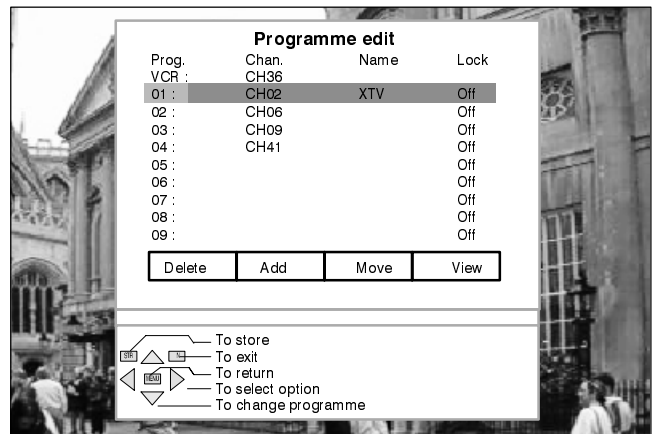 Programme edit
Prog. Chan. Name Lock
VCR : CH36
01 : CH02 XTV Off
02 : CH06 Off
03 : CH09 Off
04 : CH41 Off
05 : Off
06 : Off
07 : Off
08 : Off
09 : Off
Delete Add Move View
To store
STR To exit
MENU To return
To select option
To change programme